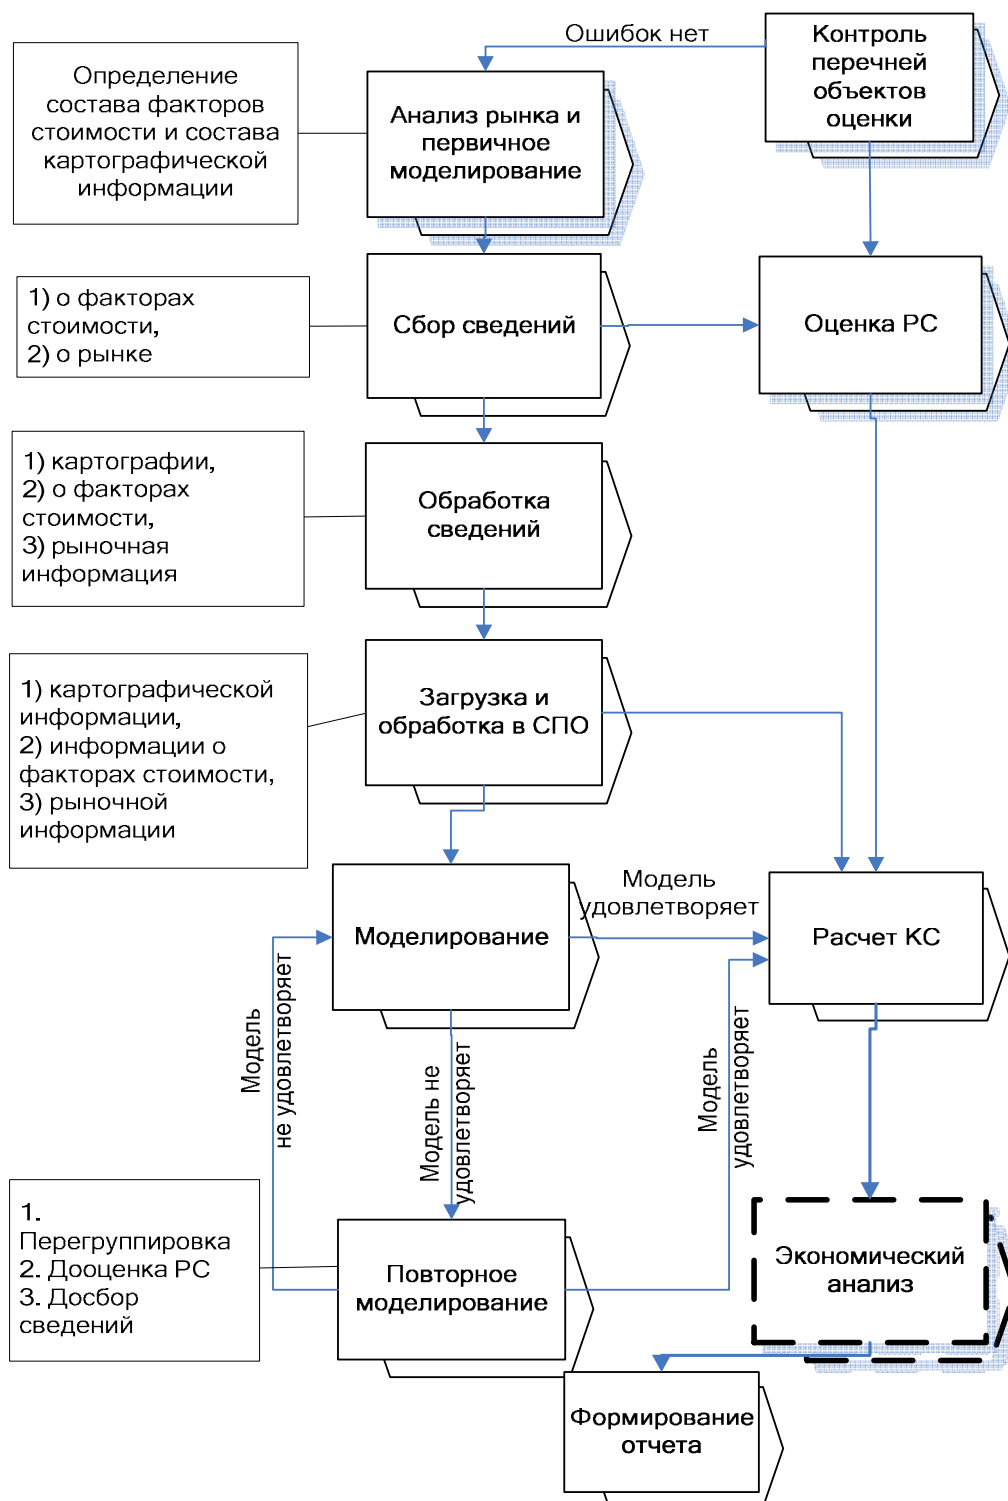 Ошибок нет
Контроль
перечней
объектов
оценки
Определение
состава факторов
стоимости и состава
картографической
информации
Анализ рынка и
первичное
моделирование
1) о факторах
стоимости,
2) о рынке
Сбор сведений
Оценка РС
1) картографии,
2) о факторах
стоимости,
3) рыночная
информация
Обработка
сведений
1) картографической
информации,
2) информации о
факторах стоимости,
3) рыночной
информации
Загрузка и
обработка в СПО
Моделирование
Модель
удовлетворяет
Расчет КС
Модель
не удовлетворяет
Модель не
удовлетворяет
Модель
удовлетворяет
1.
Перегруппировка
2. Дооценка РС
3. Досбор
сведений
Повторное
моделирование
Экономический
анализ
Формирование
отчета